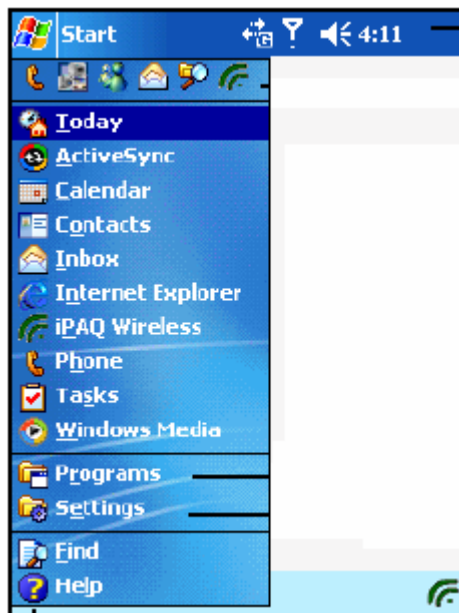 Start 4:11
Today
ActiveSync
Calendar
Contacts
Inbox
Internet Explorer
iPAQ Wireless
Phone
Tasks
Windows Media
Programs
Settings
Find
Help